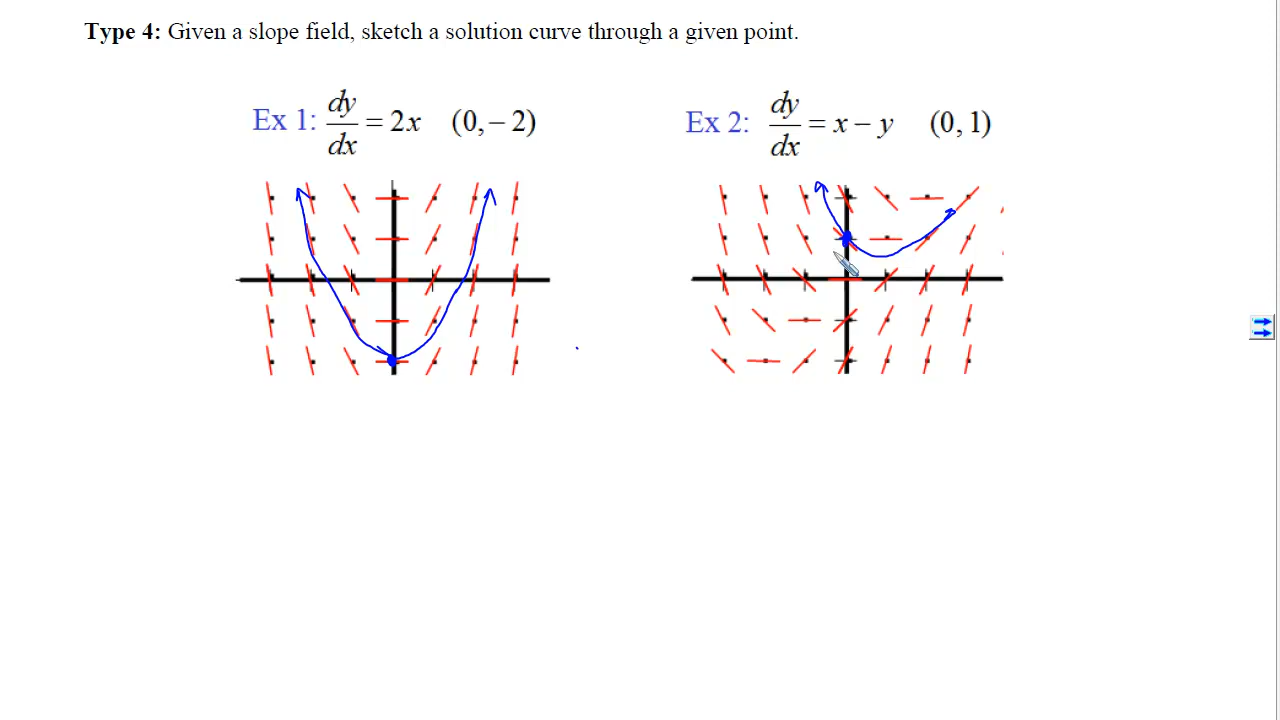 Type 4: Given a slope field, sketch a solution curve through a given point.
Ex 1: dy/dx = 2x (0, − 2)
Ex 2: dy/dx = x − y (0, 1)